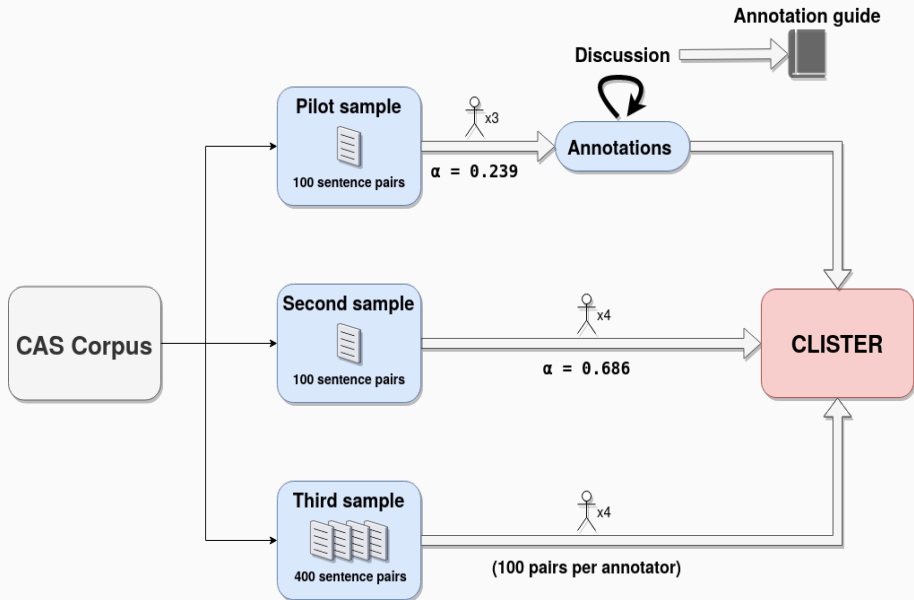 Annotation guide
Discussion
Pilot sample
100 sentence pairs
x3
α = 0.239
Annotations
CAS Corpus
Second sample
100 sentence pairs
x4
α = 0.686
CLISTER
Third sample
400 sentence pairs
x4
(100 pairs per annotator)